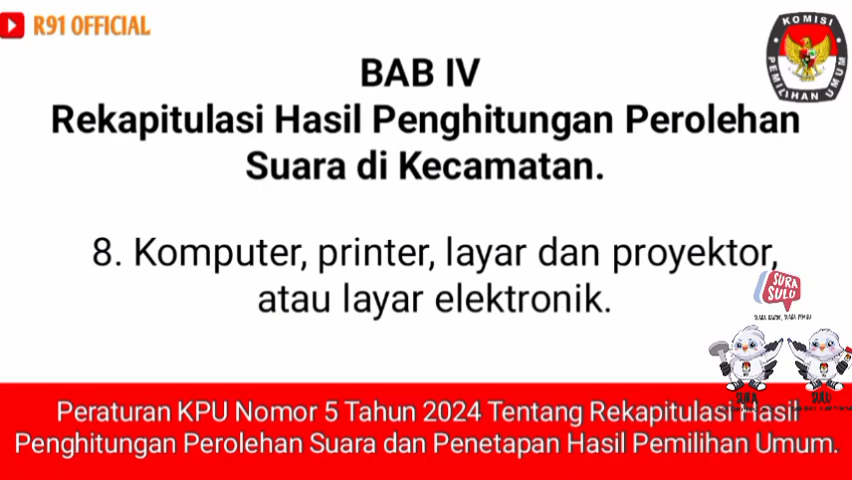 R91 OFFICIAL
KOMISI
PEMILIHAN UMUM
BAB IV
Rekapitulasi Hasil Penghitungan Perolehan
Suara di Kecamatan.
8. Komputer, printer, layar dan proyektor,
atau layar elektronik.
SURA
SULU
SURA
SULU
Peraturan KPU Nomor 5 Tahun 2024 Tentang Rekapitulasi Hasil
Penghitungan Perolehan Suara dan Penetapan Hasil Pemilihan Umum.